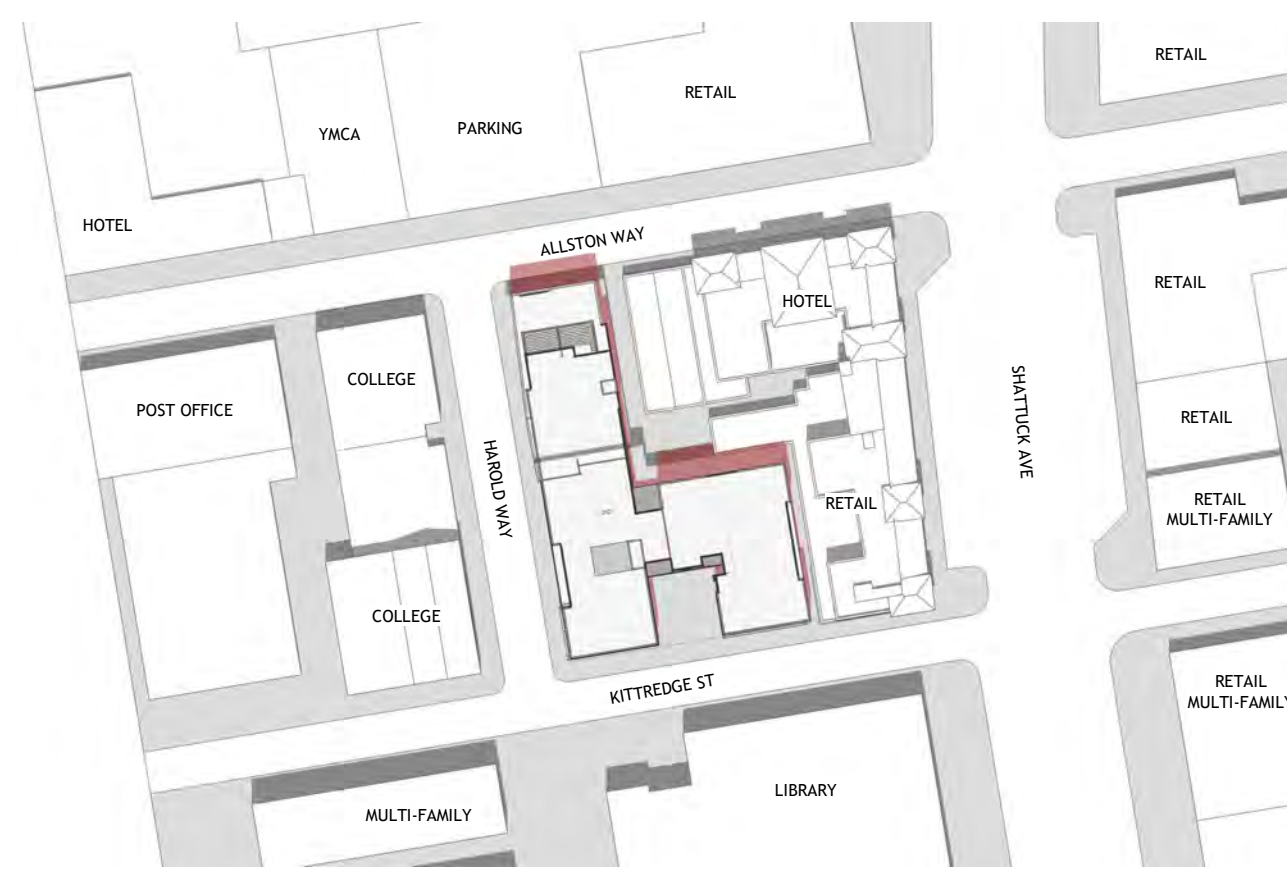 RETAIL
RETAIL
YMCA
PARKING
HOTEL
ALLSTON WAY
RETAIL
HOTEL
COLLEGE
SHATTUCK AVE
POST OFFICE
RETAIL
HAROLD WAY
RETAIL
RETAIL
MULTI-FAMILY
COLLEGE
KITTREDGE ST
RETAIL
MULTI-FAMILY
LIBRARY
MULTI-FAMILY